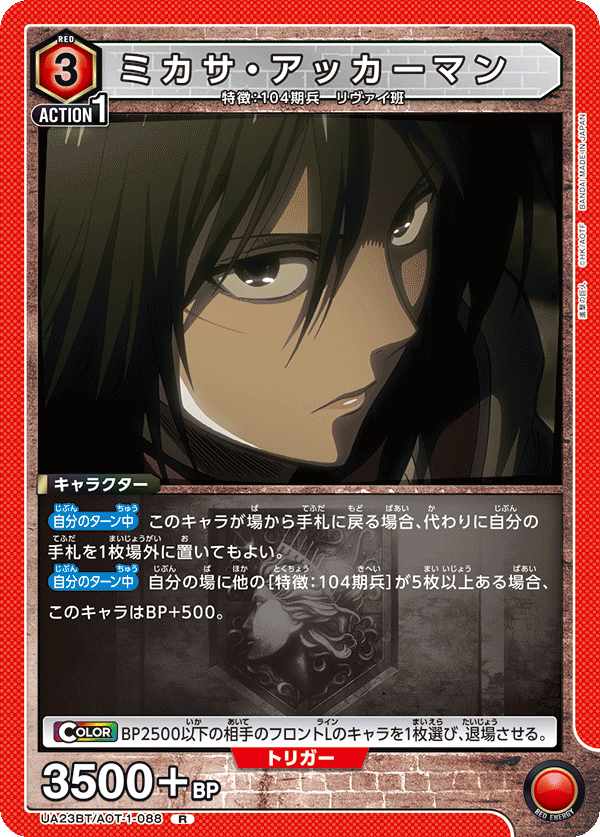 RED
3
ミカサ・アッカーマン
特徴:104期兵 リヴァイ班
ACTION 1
進撃の巨人 ©HK/AOTF BANDAI MADE IN JAPAN
キャラクター
自分のターン中 このキャラが場から手札に戻る場合、代わりに自分の
手札を1枚場外に置いてもよい。
自分のターン中 自分の場に他の[特徴:104期兵]が5枚以上ある場合、
このキャラはBP+500。
COLOR BP2500以下の相手のフロントLのキャラを1枚選び、退場させる。
トリガー
3500+BP
RED ENERGY
UA23BT/AOT-1-088 R